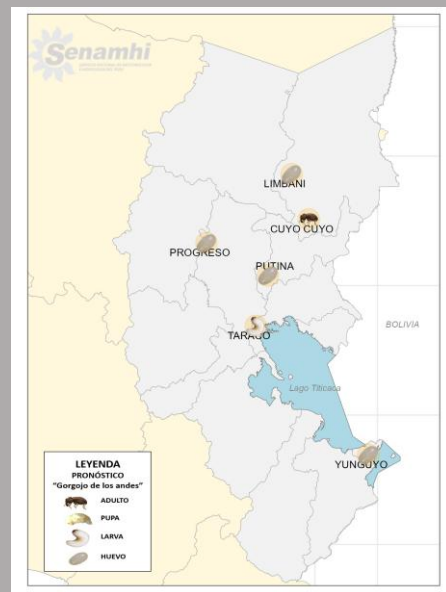 Senamhi
LIMBANI
CUYO CUYO
PROGRESO
PUTINA
TARACO
BOLIVIA
Lago Titicaca
YUNGUYO
LEYENDA
PRONÓSTICO
"Gorgojo de los andes"
ADULTO
PUPA
LARVA
HUEVO